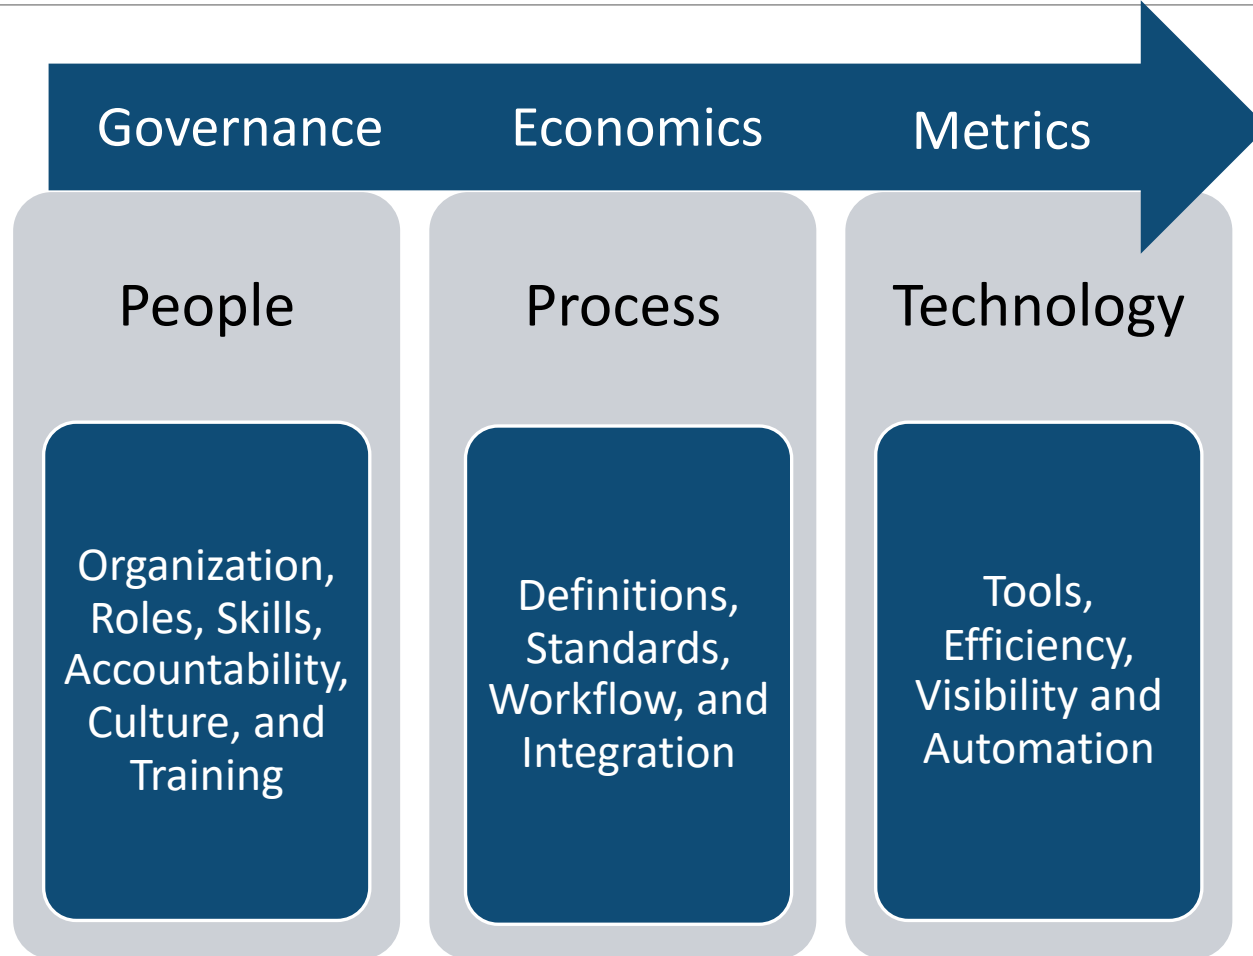 Governance
Economics
Metrics
People
Process
Technology
Organization,
Roles, Skills,
Accountability,
Culture, and
Training
Definitions,
Standards,
Workflow, and
Integration
Tools,
Efficiency,
Visibility and
Automation